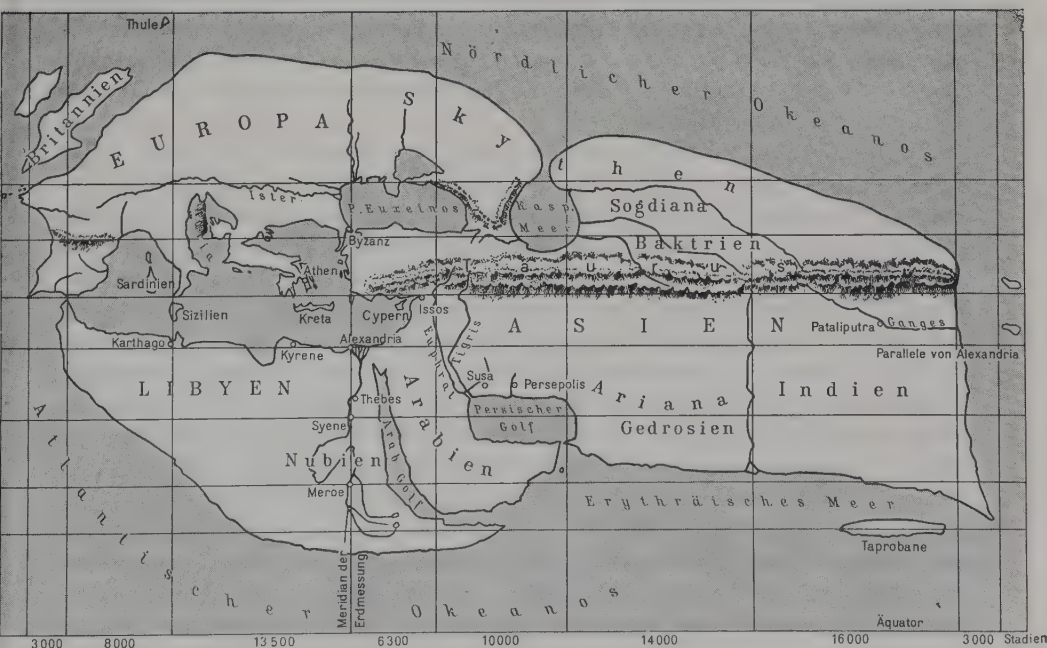 Thule
Nördlicher Okeanos
Britannien
EUROPA
Skythen
Ister
P. Euxeinos
Kasp.
Meer
Sogdiana
Baktrien
Byzanz
Athen
Taurus
Sardinien
Sizilien
Kreta
Cypern
Issos
ASIEN
Pataliputra
Ganges
Karthago
Kyrene
Alexandria
Euphrat
Tigris
Parallele von Alexandria
LIBYEN
Arabien
Susa
Persepolis
Ariana
Indien
Thebes
Persischer
Golf
Gedrosien
Syene
Arab Golf
Nubien
Meroe
Erythräisches Meer
Taprobane
Atlantischer Okeanos
Meridian der
Erdmessung
Äquator
3000 8000 13500 6300 10000 14000 16000 3000 Stadien